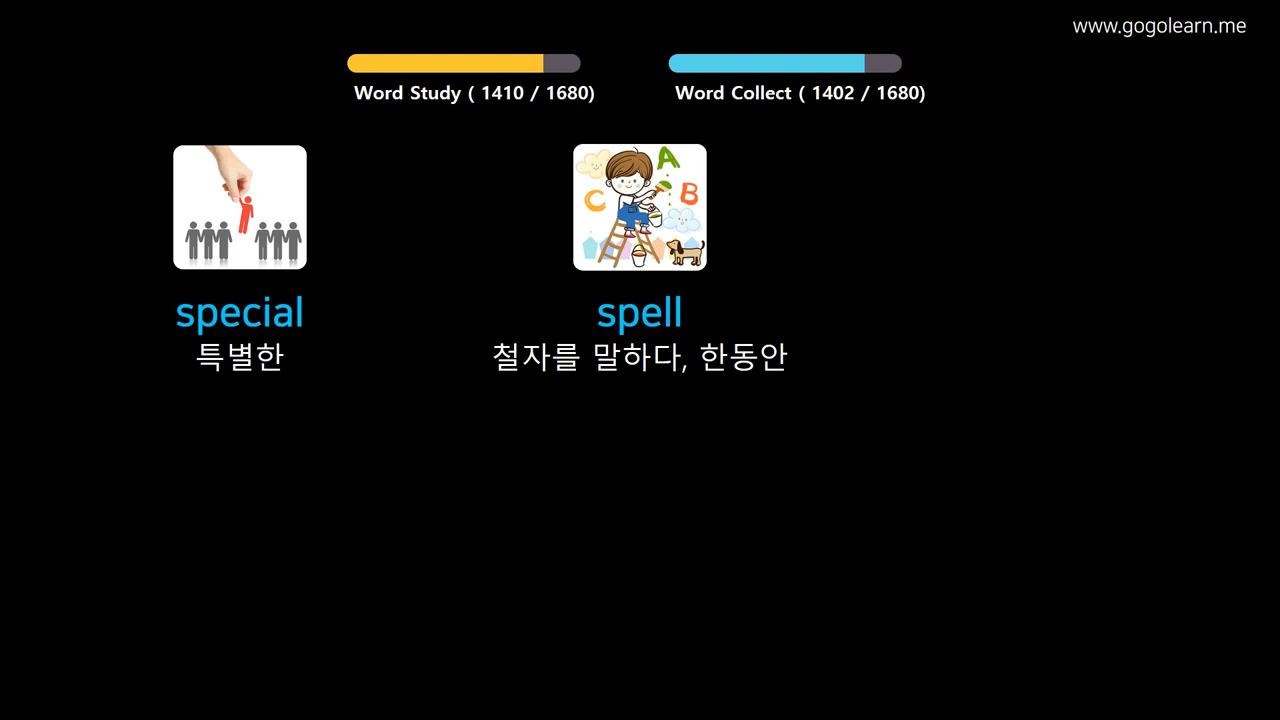 www.gogolearn.me
Word Study ( 1410 / 1680)
Word Collect ( 1402 / 1680)
A
B
C
special
특별한
spell
철자를 말하다, 한동안